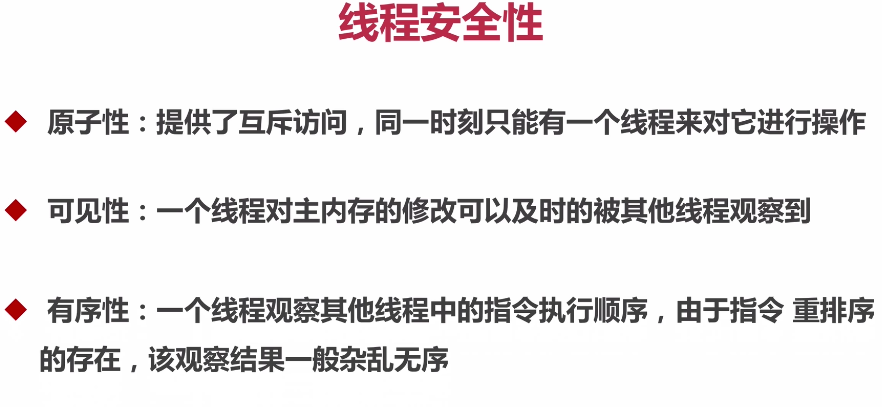 线程安全性
◆ 原子性：提供了互斥访问，同一时刻只能有一个线程来对它进行操作
◆ 可见性：一个线程对主内存的修改可以及时的被其他线程观察到
◆ 有序性：一个线程观察其他线程中的指令执行顺序，由于指令 重排序
的存在，该观察结果一般杂乱无序